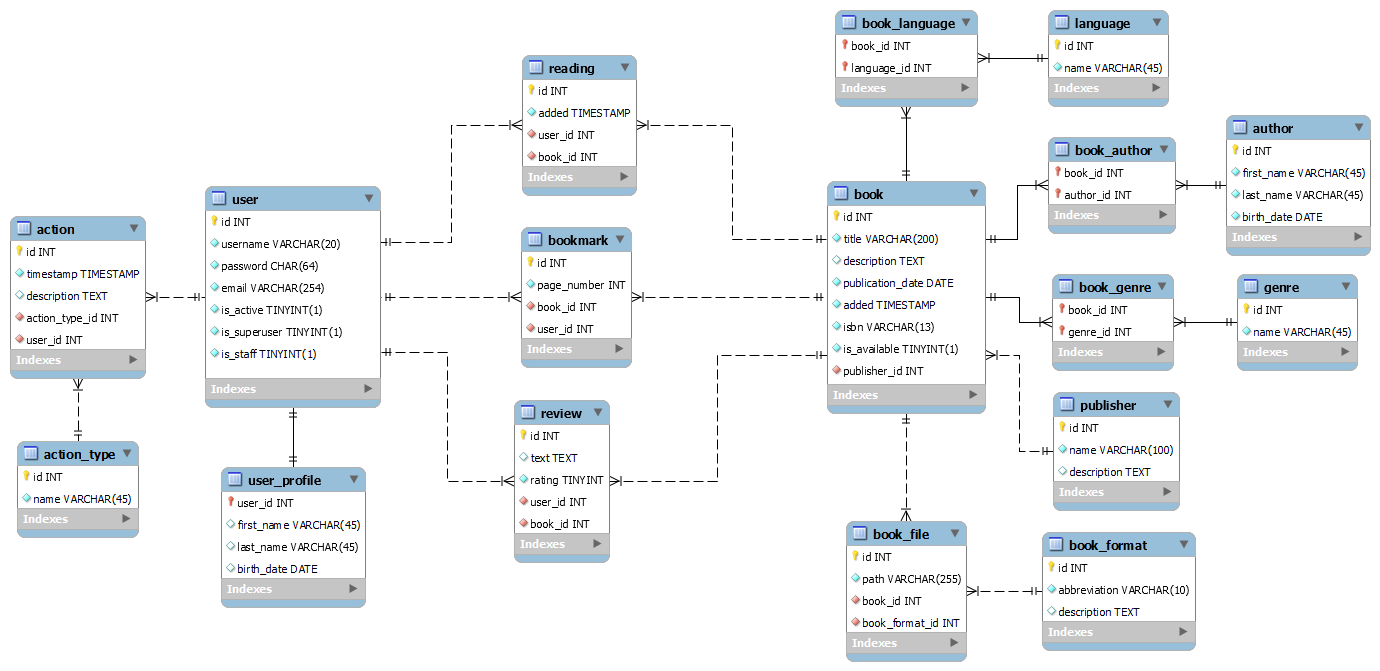 book_language
book_id INT
language_id INT
Indexes
language
id INT
name VARCHAR(45)
Indexes
reading
id INT
added TIMESTAMP
user_id INT
book_id INT
Indexes
book_author
book_id INT
author_id INT
Indexes
author
id INT
first_name VARCHAR(45)
last_name VARCHAR(45)
birth_date DATE
Indexes
user
id INT
username VARCHAR(20)
password CHAR(64)
email VARCHAR(254)
is_active TINYINT(1)
is_superuser TINYINT(1)
is_staff TINYINT(1)
Indexes
book
id INT
title VARCHAR(200)
description TEXT
publication_date DATE
added TIMESTAMP
isbn VARCHAR(13)
is_available TINYINT(1)
publisher_id INT
Indexes
action
id INT
timestamp TIMESTAMP
description TEXT
action_type_id INT
user_id INT
Indexes
bookmark
id INT
page_number INT
book_id INT
user_id INT
Indexes
book_genre
book_id INT
genre_id INT
Indexes
genre
id INT
name VARCHAR(45)
Indexes
review
id INT
text TEXT
rating TINYINT
user_id INT
book_id INT
Indexes
publisher
id INT
name VARCHAR(100)
description TEXT
Indexes
action_type
id INT
name VARCHAR(45)
Indexes
user_profile
user_id INT
first_name VARCHAR(45)
last_name VARCHAR(45)
birth_date DATE
Indexes
book_file
id INT
path VARCHAR(255)
book_id INT
book_format_id INT
Indexes
book_format
id INT
abbreviation VARCHAR(10)
description TEXT
Indexes